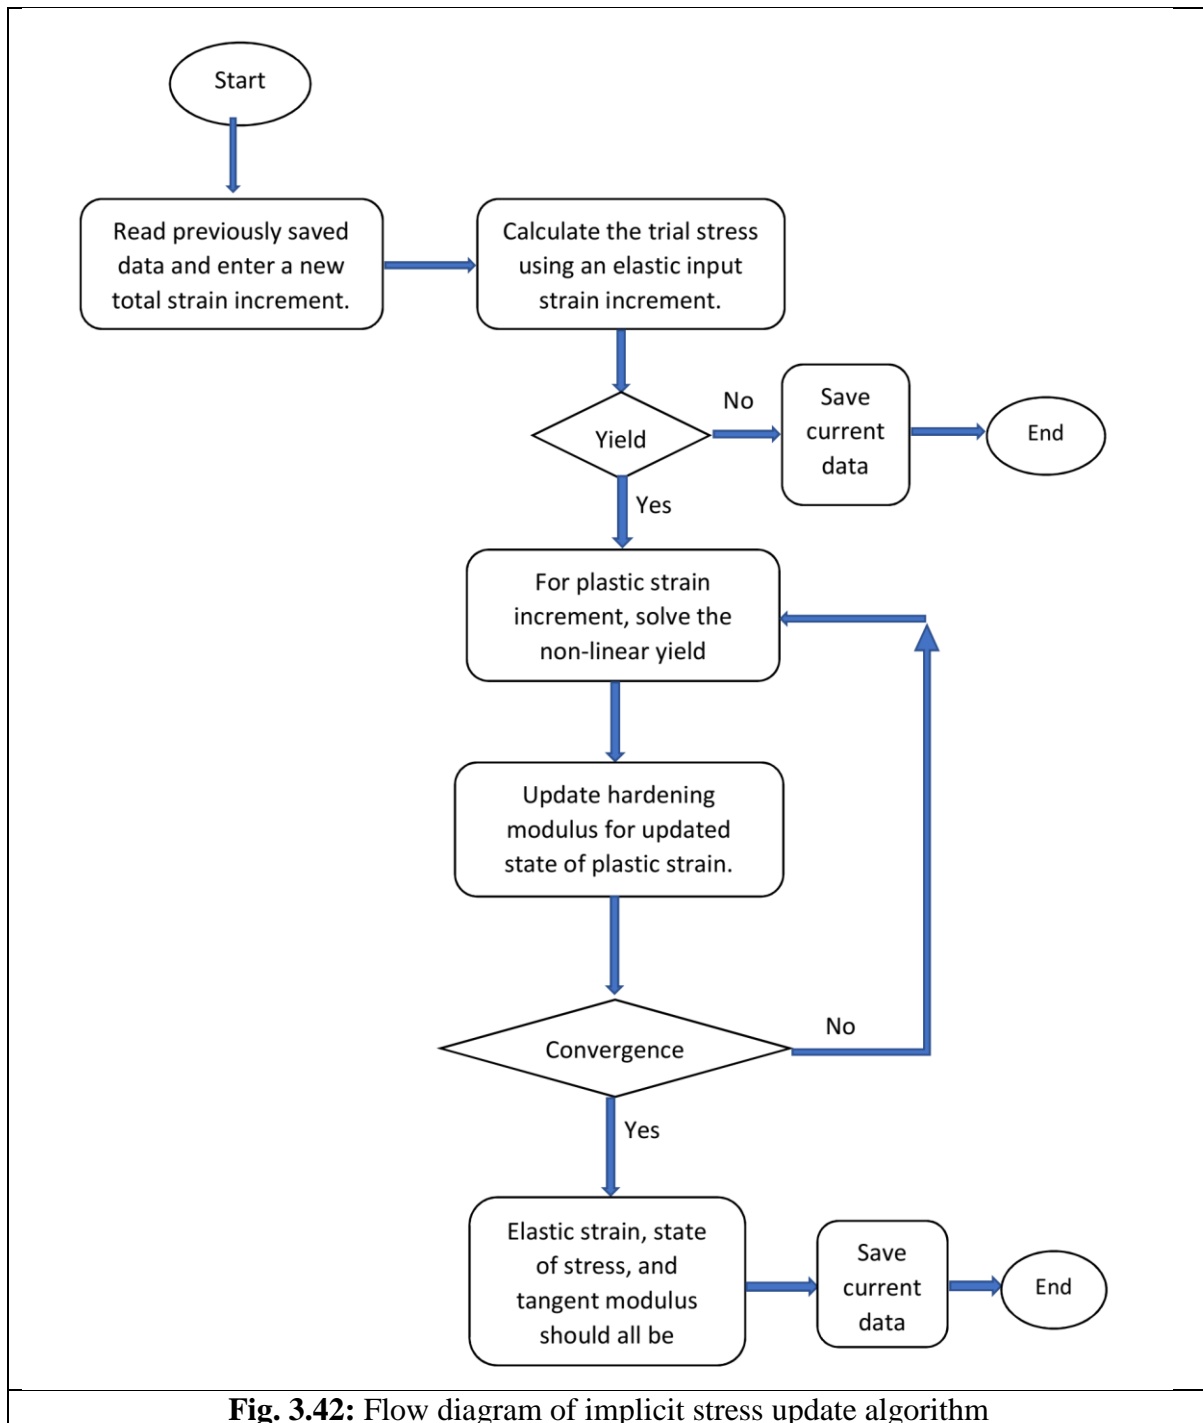 Start
Read previously saved
data and enter a new
total strain increment.
Calculate the trial stress
using an elastic input
strain increment.
Yield
No
Save
current
data
End
Yes
For plastic strain
increment, solve the
non-linear yield
Update hardening
modulus for updated
state of plastic strain.
Convergence
No
Yes
Elastic strain, state
of stress, and
tangent modulus
should all be
Save
current
data
End
Fig. 3.42: Flow diagram of implicit stress update algorithm